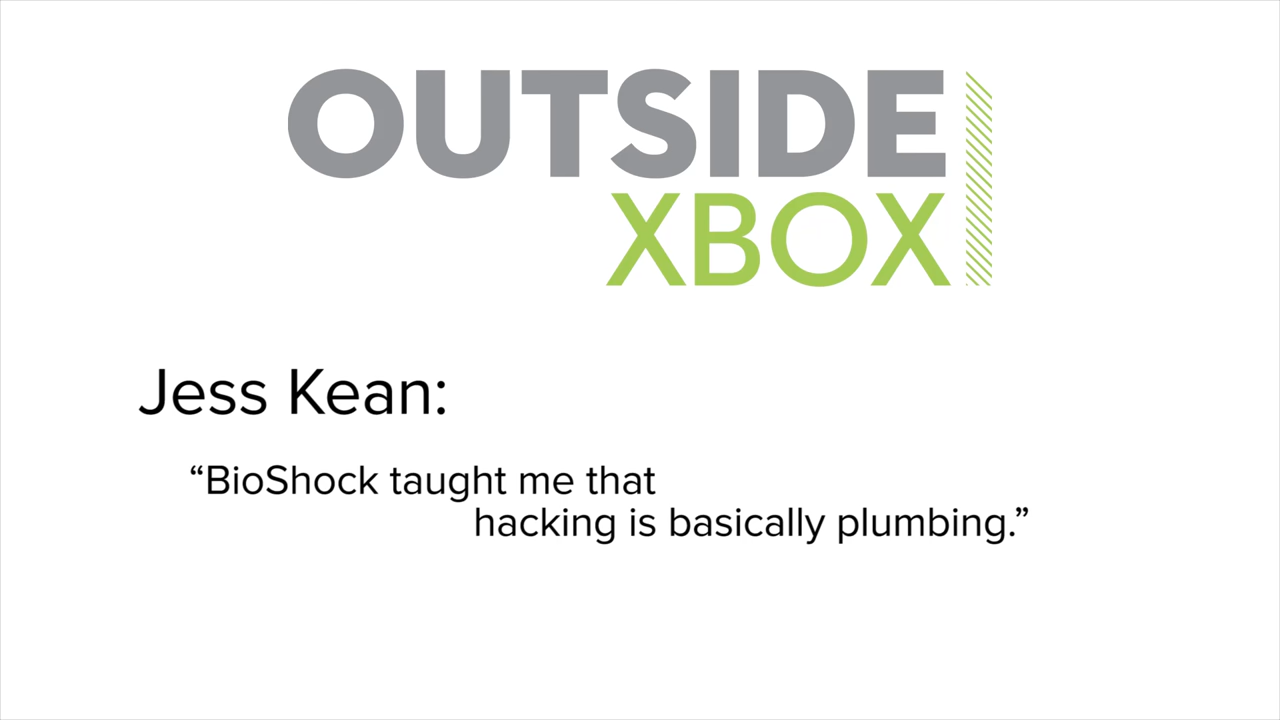 OUTSIDE
XBOX
Jess Kean:
“BioShock taught me that
hacking is basically plumbing.”